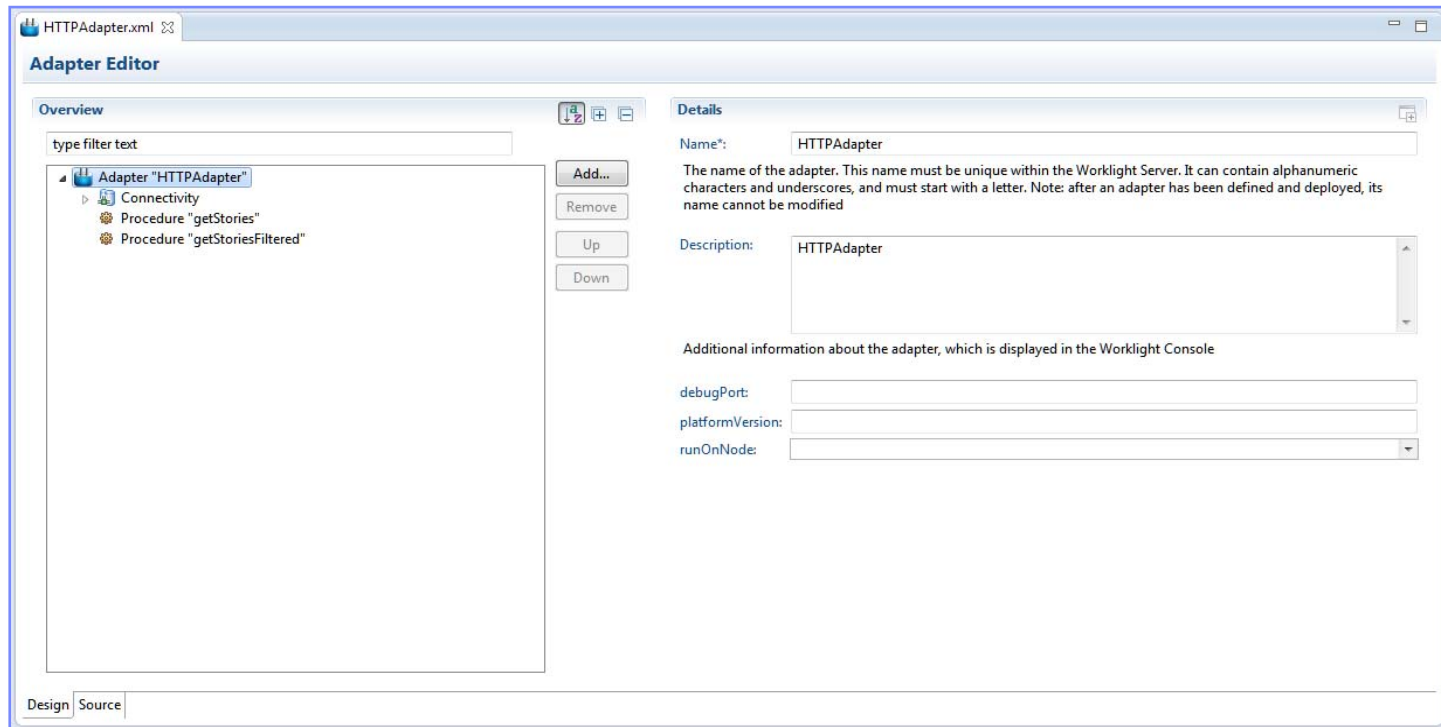 HTTPAdapter.xml
Adapter Editor
Overview
type filter text
Adapter "HTTPAdapter"
Connectivity
Procedure "getStories"
Procedure "getStoriesFiltered"
Add...
Remove
Up
Down
Details
Name*:
HTTPAdapter
The name of the adapter. This name must be unique within the Worklight Server. It can contain alphanumeric
characters and underscores, and must start with a letter. Note: after an adapter has been defined and deployed, its
name cannot be modified
Description:
HTTPAdapter
Additional information about the adapter, which is displayed in the Worklight Console
debugPort:
platformVersion:
runOnNode:
Design
Source